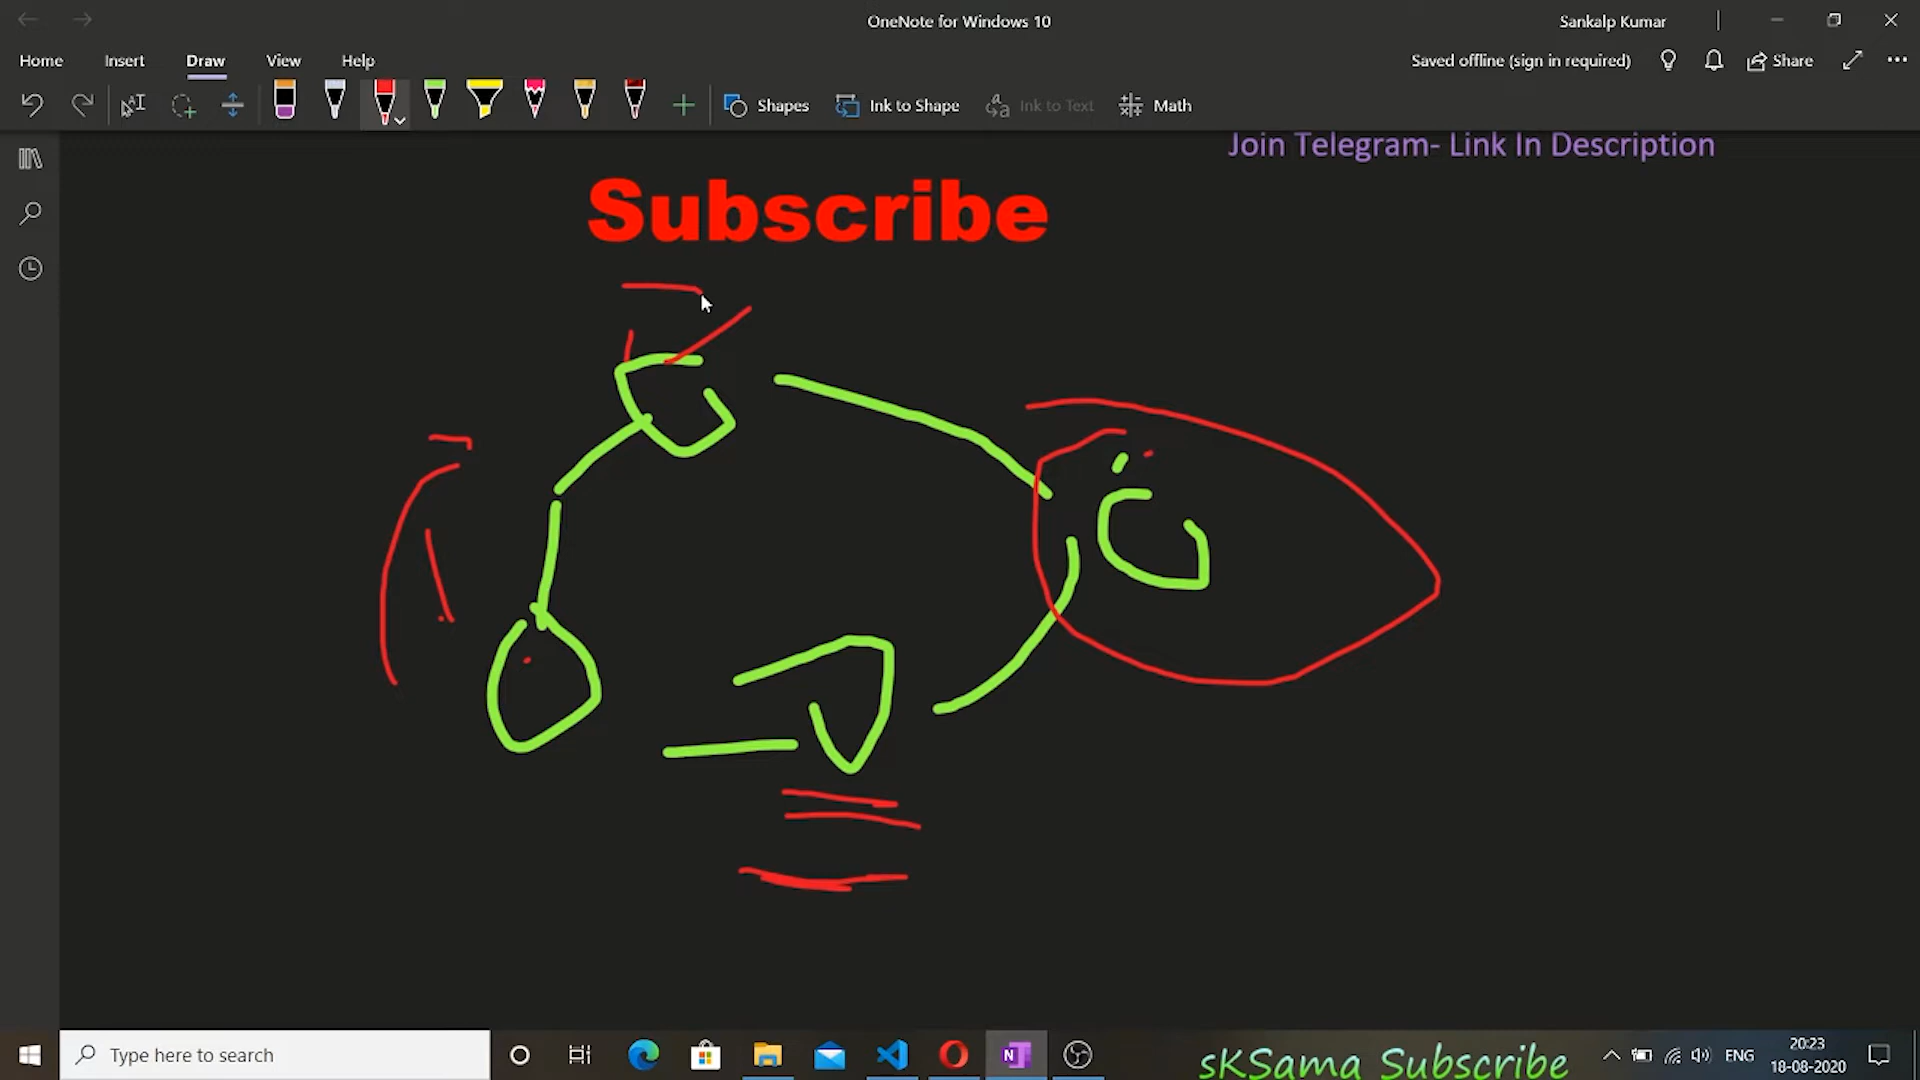 OneNote for Windows 10
Sankalp Kumar
Home Insert Draw View Help
Saved offline (sign in required)
Share
Shapes
Ink to Shape
Ink to Text
Math
Join Telegram- Link In Description
Subscribe
Type here to search
sKSama Subscribe
ENG
20:23
18-08-2020